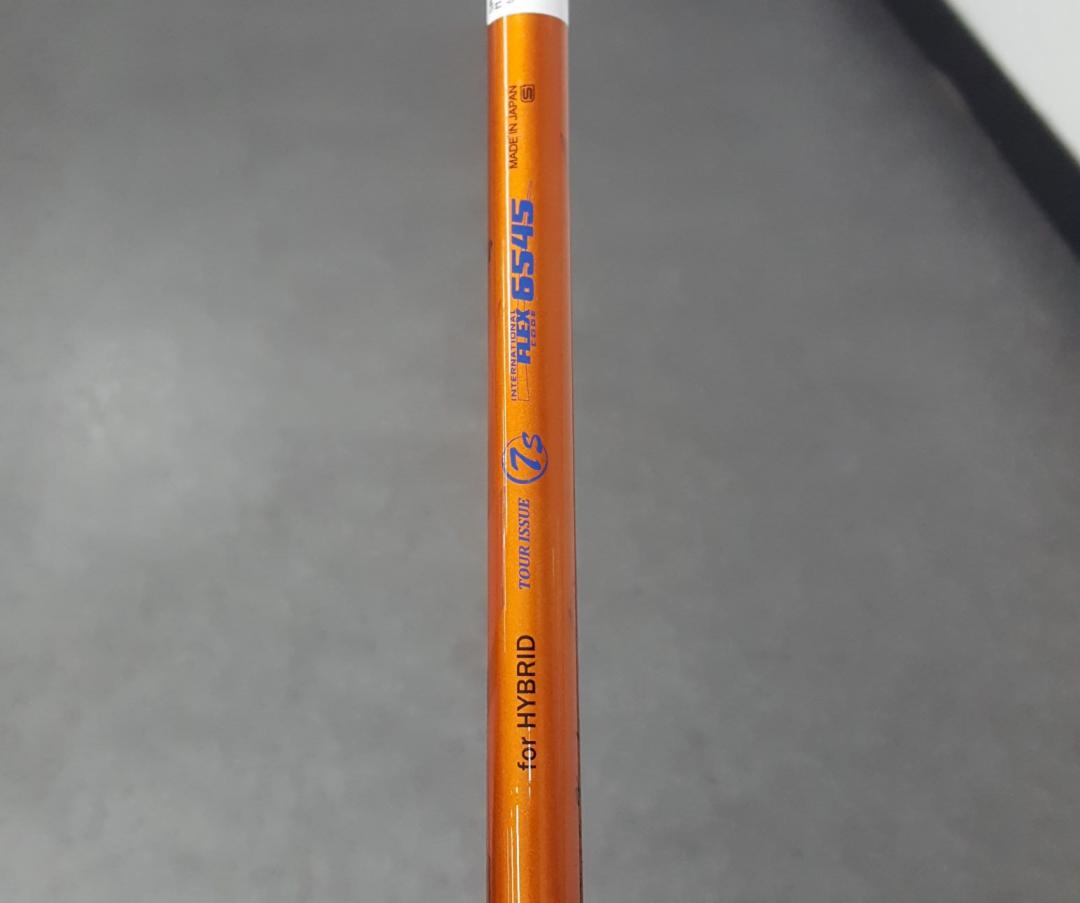 for HYBRID
TOUR ISSUE 7s
INTERNATIONAL
FLEX 6545
CODE
MADE IN JAPAN
S